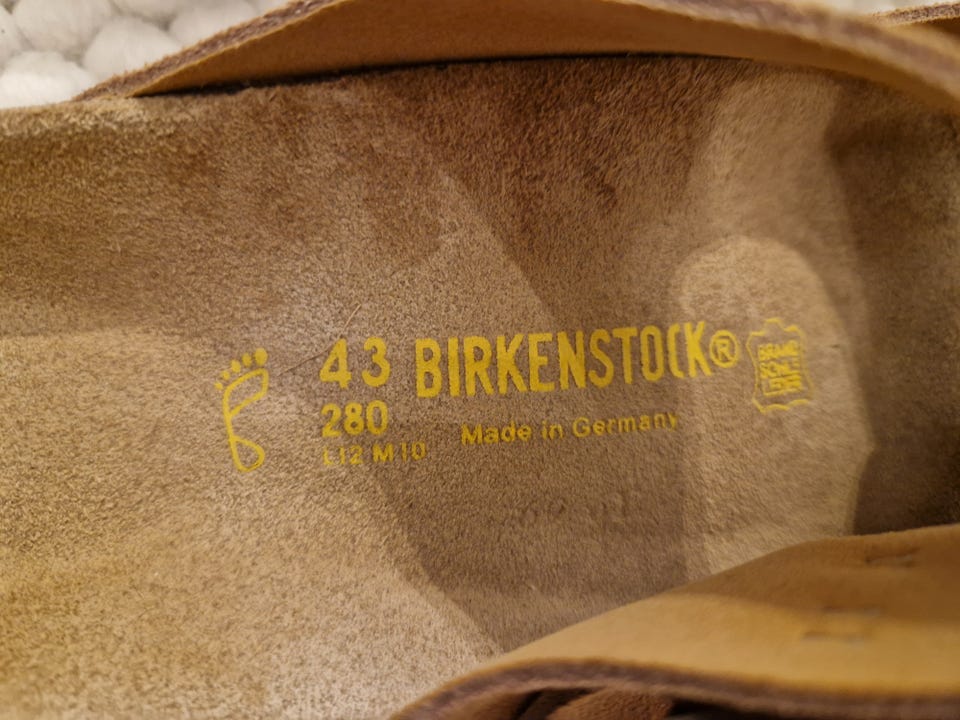 43 BIRKENSTOCK®
280
L12 M10
Made in Germany